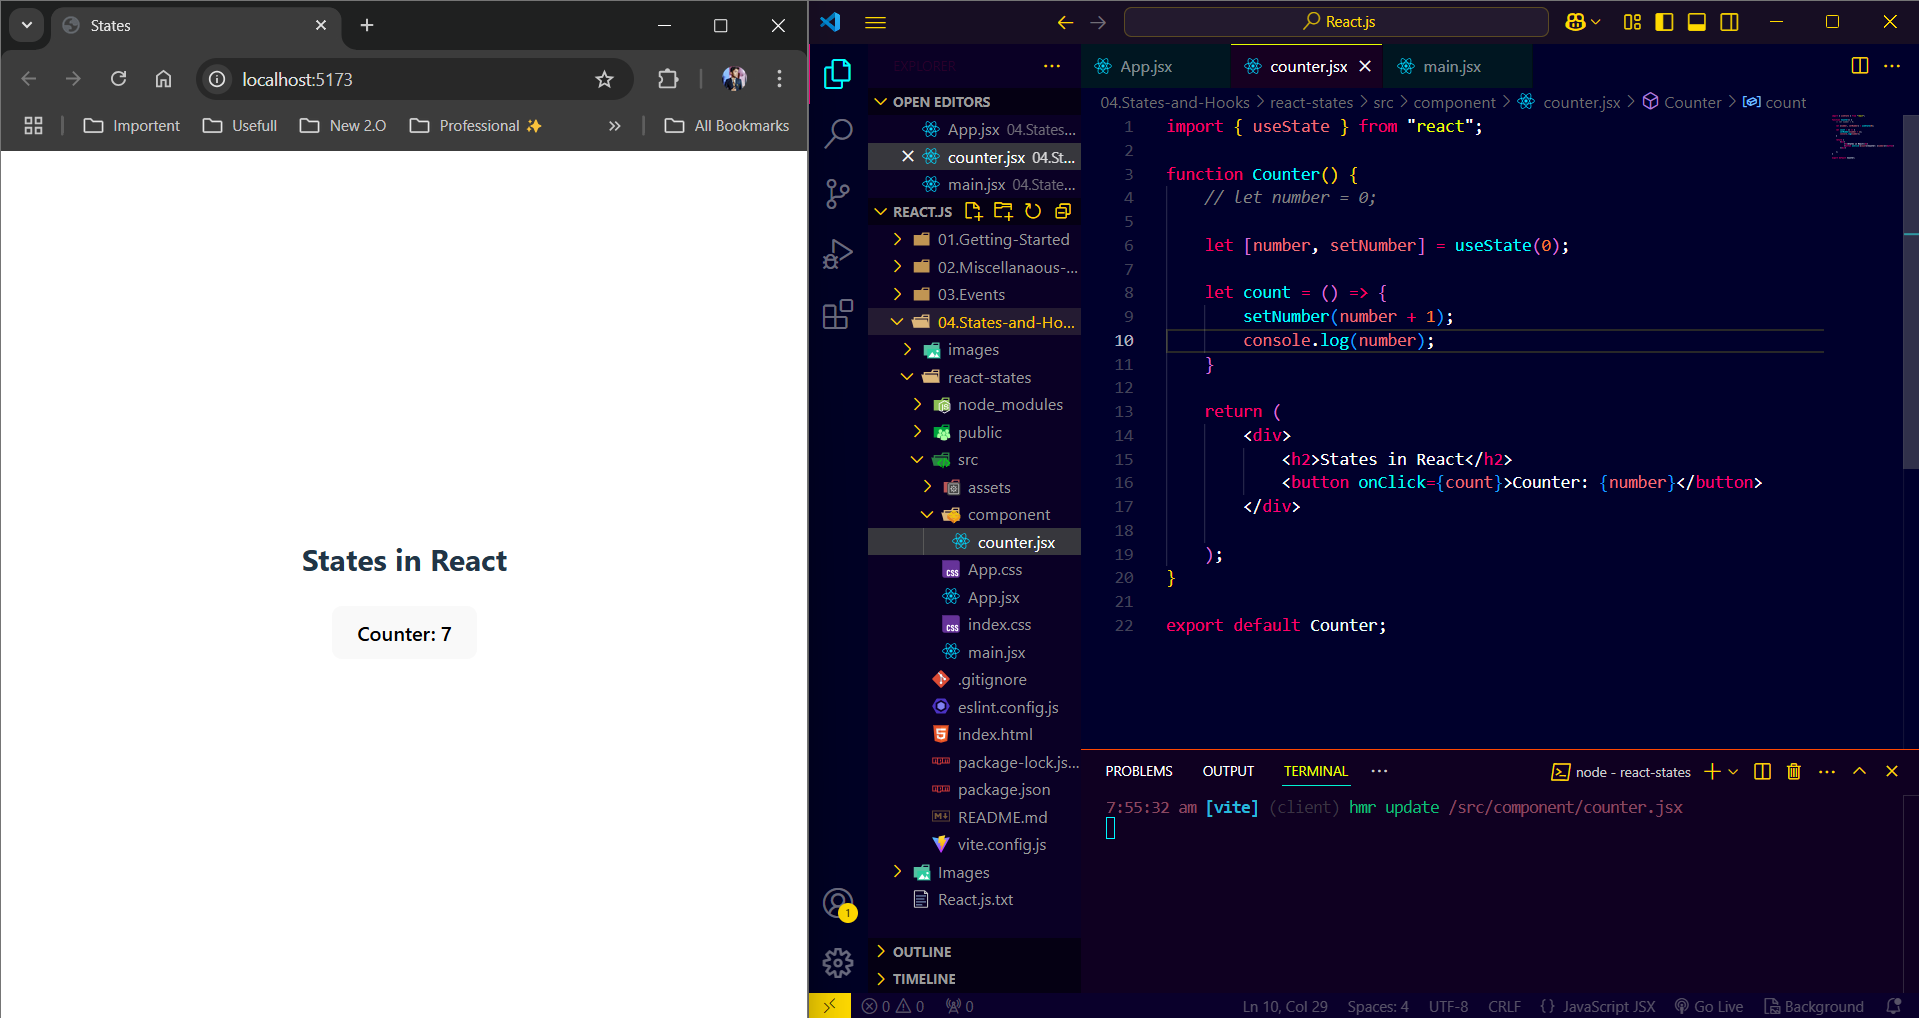 States
localhost:5173
Importent
Usefull
New 2.O
Professional ✨
»
All Bookmarks
States in React
Counter: 7
React.js
EXPLORER
OPEN EDITORS
App.jsx 04.States...
counter.jsx 04.St...
main.jsx 04.State...
REACT.JS
01.Getting-Started
02.Miscellanaous-...
03.Events
04.States-and-Ho...
images
react-states
node_modules
public
src
assets
component
counter.jsx
App.css
App.jsx
index.css
main.jsx
.gitignore
eslint.config.js
index.html
package-lock.js...
package.json
README.md
vite.config.js
Images
React.js.txt
OUTLINE
TIMELINE
1
App.jsx
counter.jsx
main.jsx
04.States-and-Hooks > react-states > src > component > counter.jsx > Counter > count
1 import { useState } from "react";
2
3 function Counter() {
4 // let number = 0;
5
6 let [number, setNumber] = useState(0);
7
8 let count = () => {
9 setNumber(number + 1);
10 console.log(number);
11 }
12
13 return (
14 <div>
15 <h2>States in React</h2>
16 <button onClick={count}>Counter: {number}</button>
17 </div>
18
19 );
20 }
21
22 export default Counter;
PROBLEMS OUTPUT TERMINAL ...
node - react-states
7:55:32 am [vite] (client) hmr update /src/component/counter.jsx
0 0 0
Ln 10, Col 29 Spaces: 4 UTF-8 CRLF {} JavaScript JSX Go Live Background